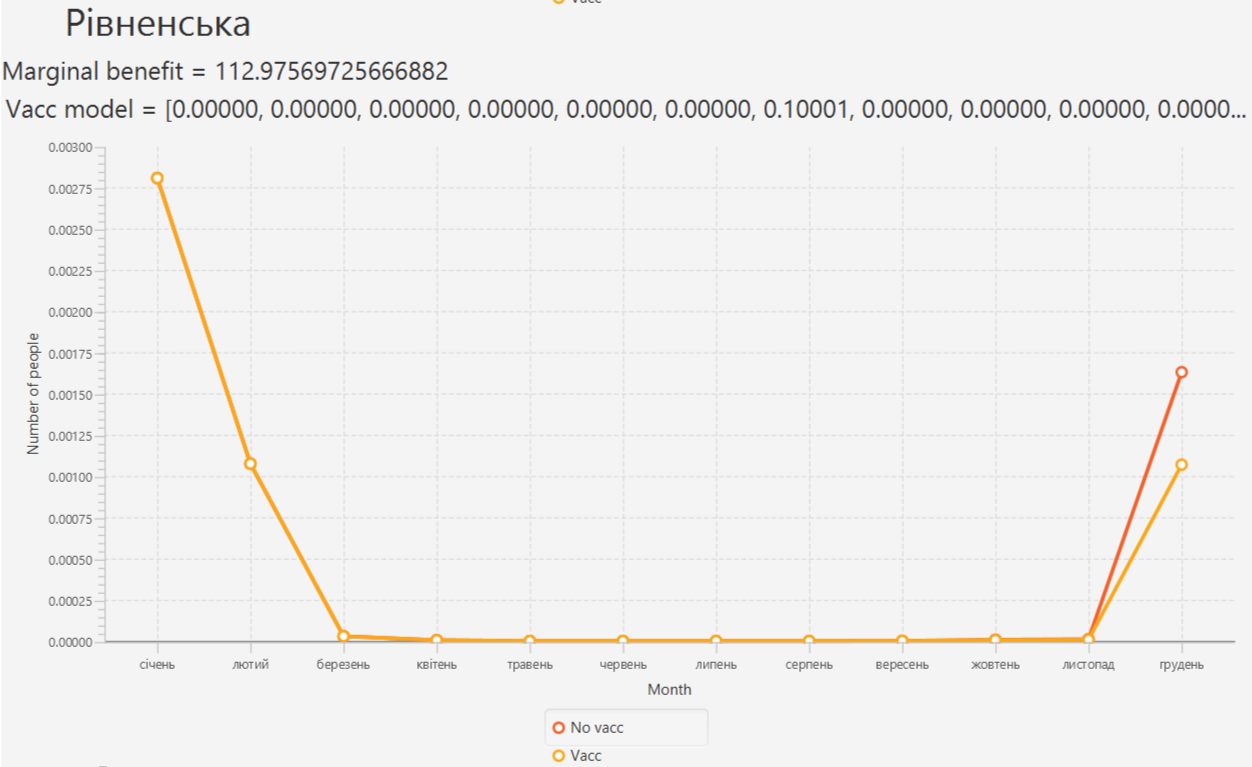 Vacc
Рівненська
Marginal benefit = 112.97569725666882
Vacc model = [0.00000, 0.00000, 0.00000, 0.00000, 0.00000, 0.00000, 0.10001, 0.00000, 0.00000, 0.00000, 0.0000...
0.00300
0.00275
0.00250
0.00225
0.00200
0.00175
0.00150
0.00125
0.00100
0.00075
0.00050
0.00025
0.00000
Number of people
січень лютий березень квітень травень червень липень серпень вересень жовтень листопад грудень
Month
No vacc
Vacc